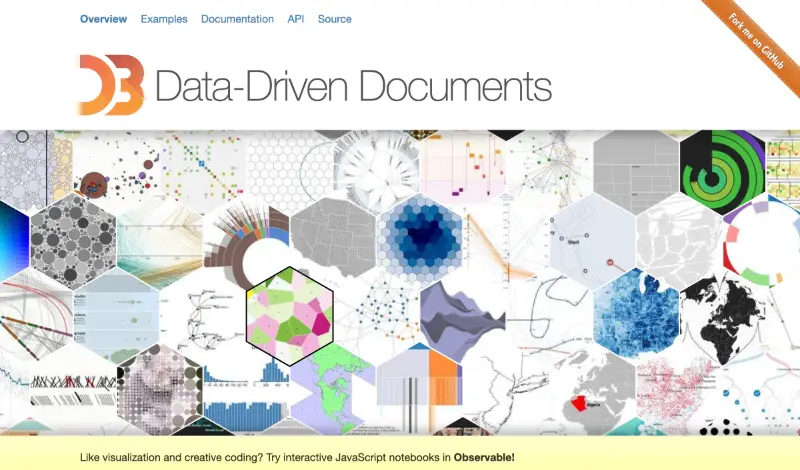 Overview Examples Documentation API Source
Fork me on GitHub
D3 Data-Driven Documents
Start
Nigeria
Like visualization and creative coding? Try interactive JavaScript notebooks in Observable!